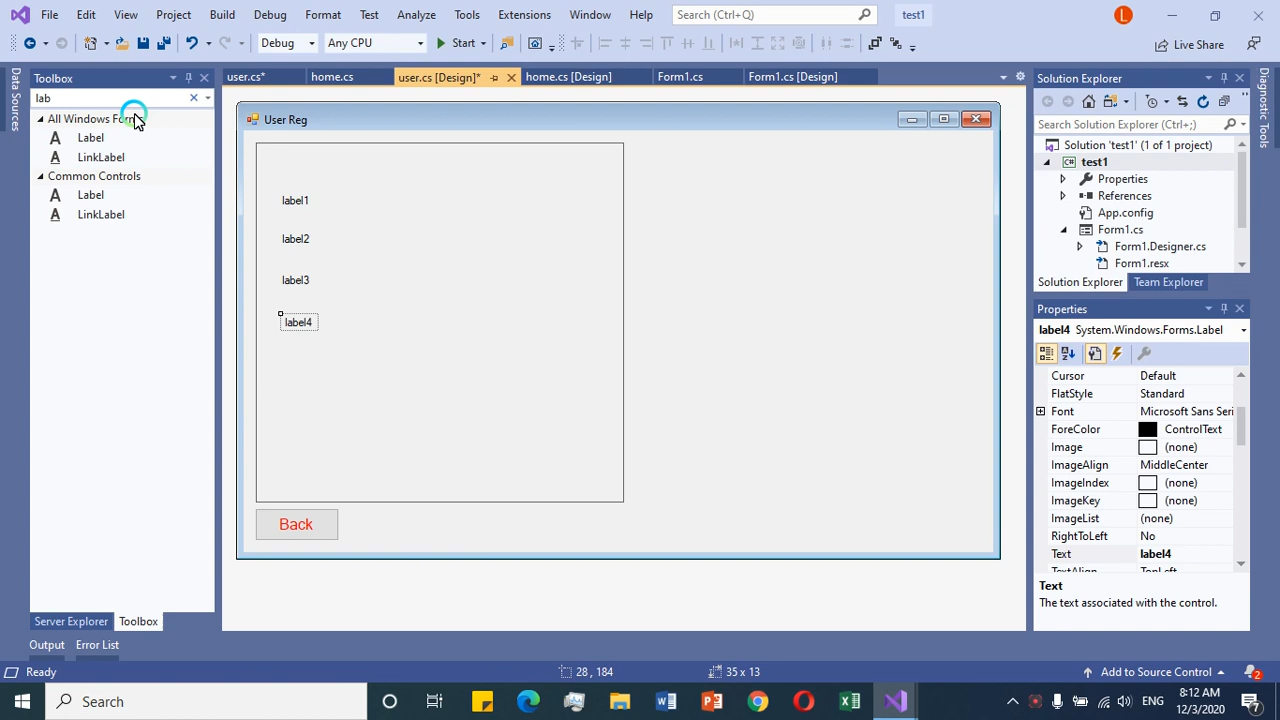 File Edit View Project Build Debug Format Test Analyze Tools Extensions Window Help Search (Ctrl+Q) test1 L
Debug Any CPU Start Live Share
Data Sources
Toolbox
lab
All Windows Forms
Label
LinkLabel
Common Controls
Label
LinkLabel
Server Explorer Toolbox
Output Error List
user.cs* home.cs user.cs [Design]* home.cs [Design] Form1.cs Form1.cs [Design]
User Reg
label1
label2
label3
label4
Back
Solution Explorer
Search Solution Explorer (Ctrl+;)
Solution 'test1' (1 of 1 project)
C# test1
Properties
References
App.config
Form1.cs
Form1.Designer.cs
Form1.resx
Solution Explorer Team Explorer
Diagnostic Tools
Properties
label4 System.Windows.Forms.Label
Cursor Default
FlatStyle Standard
Font Microsoft Sans Seri
ForeColor ControlText
Image (none)
ImageAlign MiddleCenter
ImageIndex (none)
ImageKey (none)
ImageList (none)
RightToLeft No
Text label4
TextAlign TopLeft
Text
The text associated with the control.
Ready 28 , 184 35 x 13 Add to Source Control 2
Search ENG 8:12 AM
12/3/2020 7